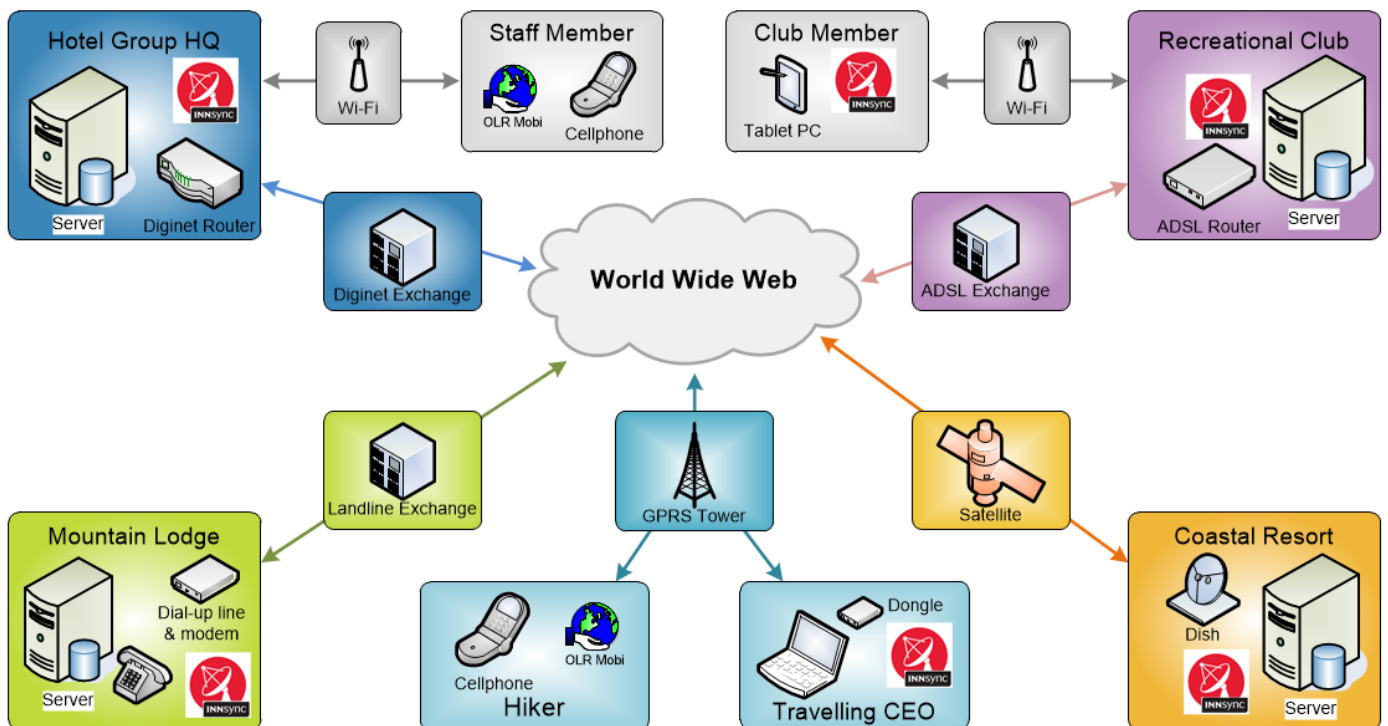 Hotel Group HQ
INNsync
Server
Diginet Router
Wi-Fi
Staff Member
OLR Mobi
Cellphone
Club Member
Tablet PC
INNsync
Wi-Fi
Recreational Club
INNsync
ADSL Router
Server
Diginet Exchange
World Wide Web
ADSL Exchange
Landline Exchange
GPRS Tower
Satellite
Mountain Lodge
Dial-up line
& modem
Server
INNsync
Cellphone
OLR Mobi
Hiker
Dongle
INNsync
Travelling CEO
Coastal Resort
Dish
INNsync
Server